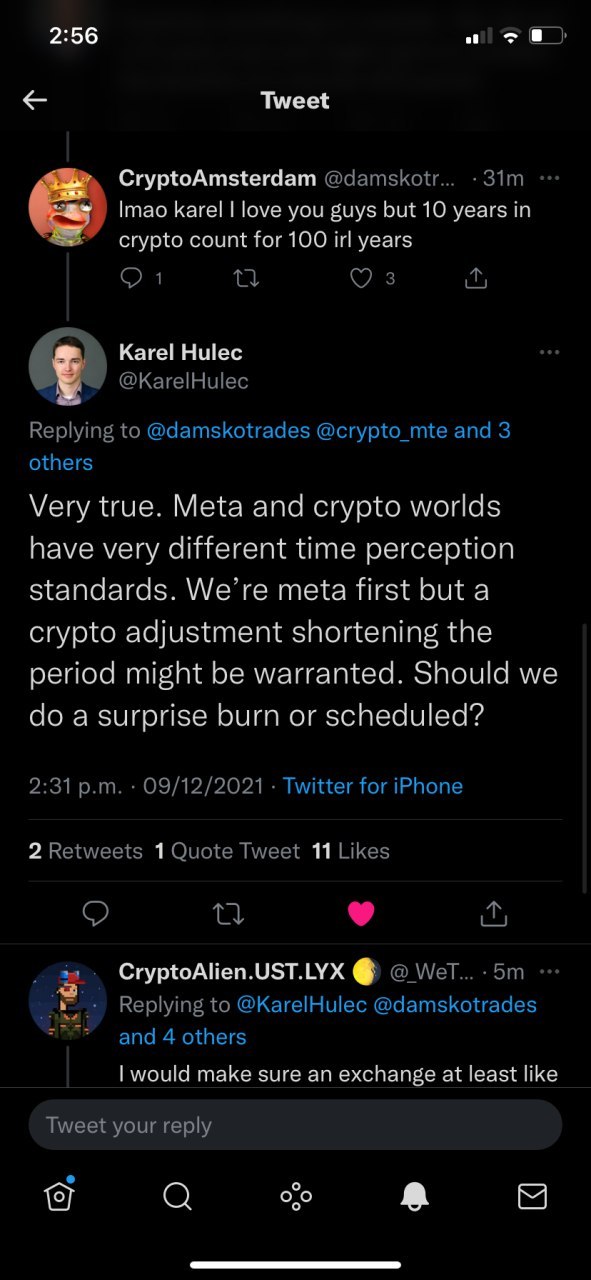 2:56
Tweet
CryptoAmsterdam @damskotr... · 31m
lmao karel I love you guys but 10 years in
crypto count for 100 irl years
1 3
Karel Hulec
@KarelHulec
Replying to @damskotrades @crypto_mte and 3
others
Very true. Meta and crypto worlds
have very different time perception
standards. We’re meta first but a
crypto adjustment shortening the
period might be warranted. Should we
do a surprise burn or scheduled?
2:31 p.m. · 09/12/2021 · Twitter for iPhone
2 Retweets 1 Quote Tweet 11 Likes
CryptoAlien.UST.LYX 🌖 @_WeT... · 5m
Replying to @KarelHulec @damskotrades
and 4 others
I would make sure an exchange at least like
Tweet your reply